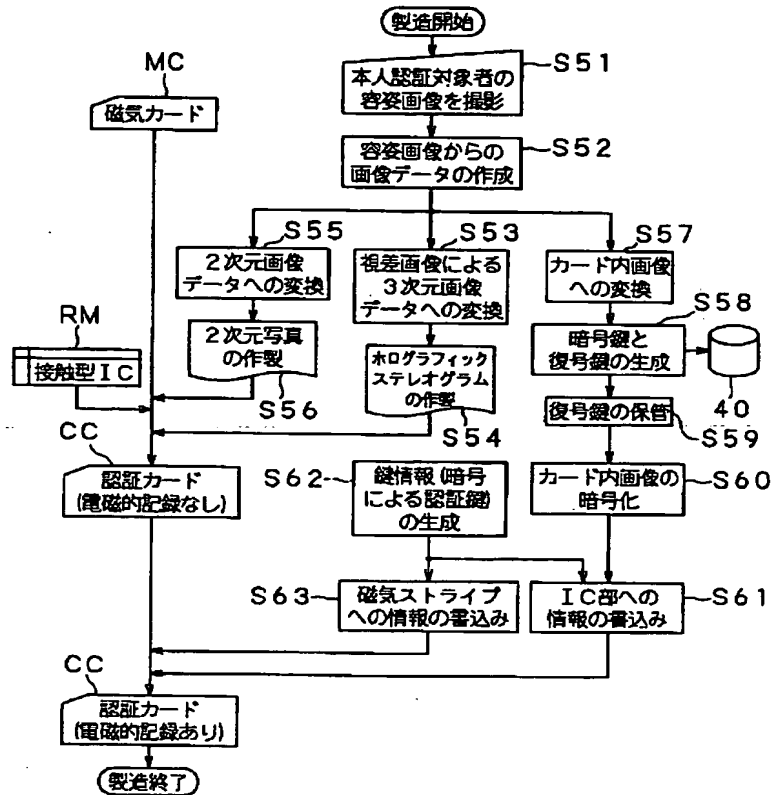 製造開始
MC
磁気カード
本人認証対象者の
容姿画像を撮影
S51
容姿画像からの
画像データの作成
S52
S55
2次元画像
データへの変換
S53
視差画像による
3次元画像
データへの変換
S57
カード内画像
への変換
RM
接触型IC
2次元写真
の作製
S56
ホログラフィック
ステレオグラム
の作製
S54
S58
暗号鍵と
復号鍵の生成
40
復号鍵の保管
S59
CC
認証カード
(電磁的記録なし)
S62
鍵情報(暗号
による認証鍵)
の生成
カード内画像の
暗号化
S60
S63
磁気ストライプ
への情報の書込み
IC部への
情報の書込み
S61
CC
認証カード
(電磁的記録あり)
製造終了